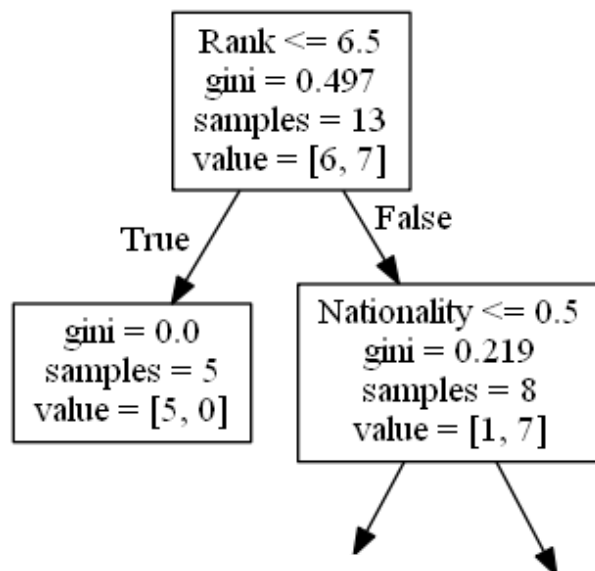 Rank <= 6.5
gini = 0.497
samples = 13
value = [6, 7]
True
False
gini = 0.0
samples = 5
value = [5, 0]
Nationality <= 0.5
gini = 0.219
samples = 8
value = [1, 7]